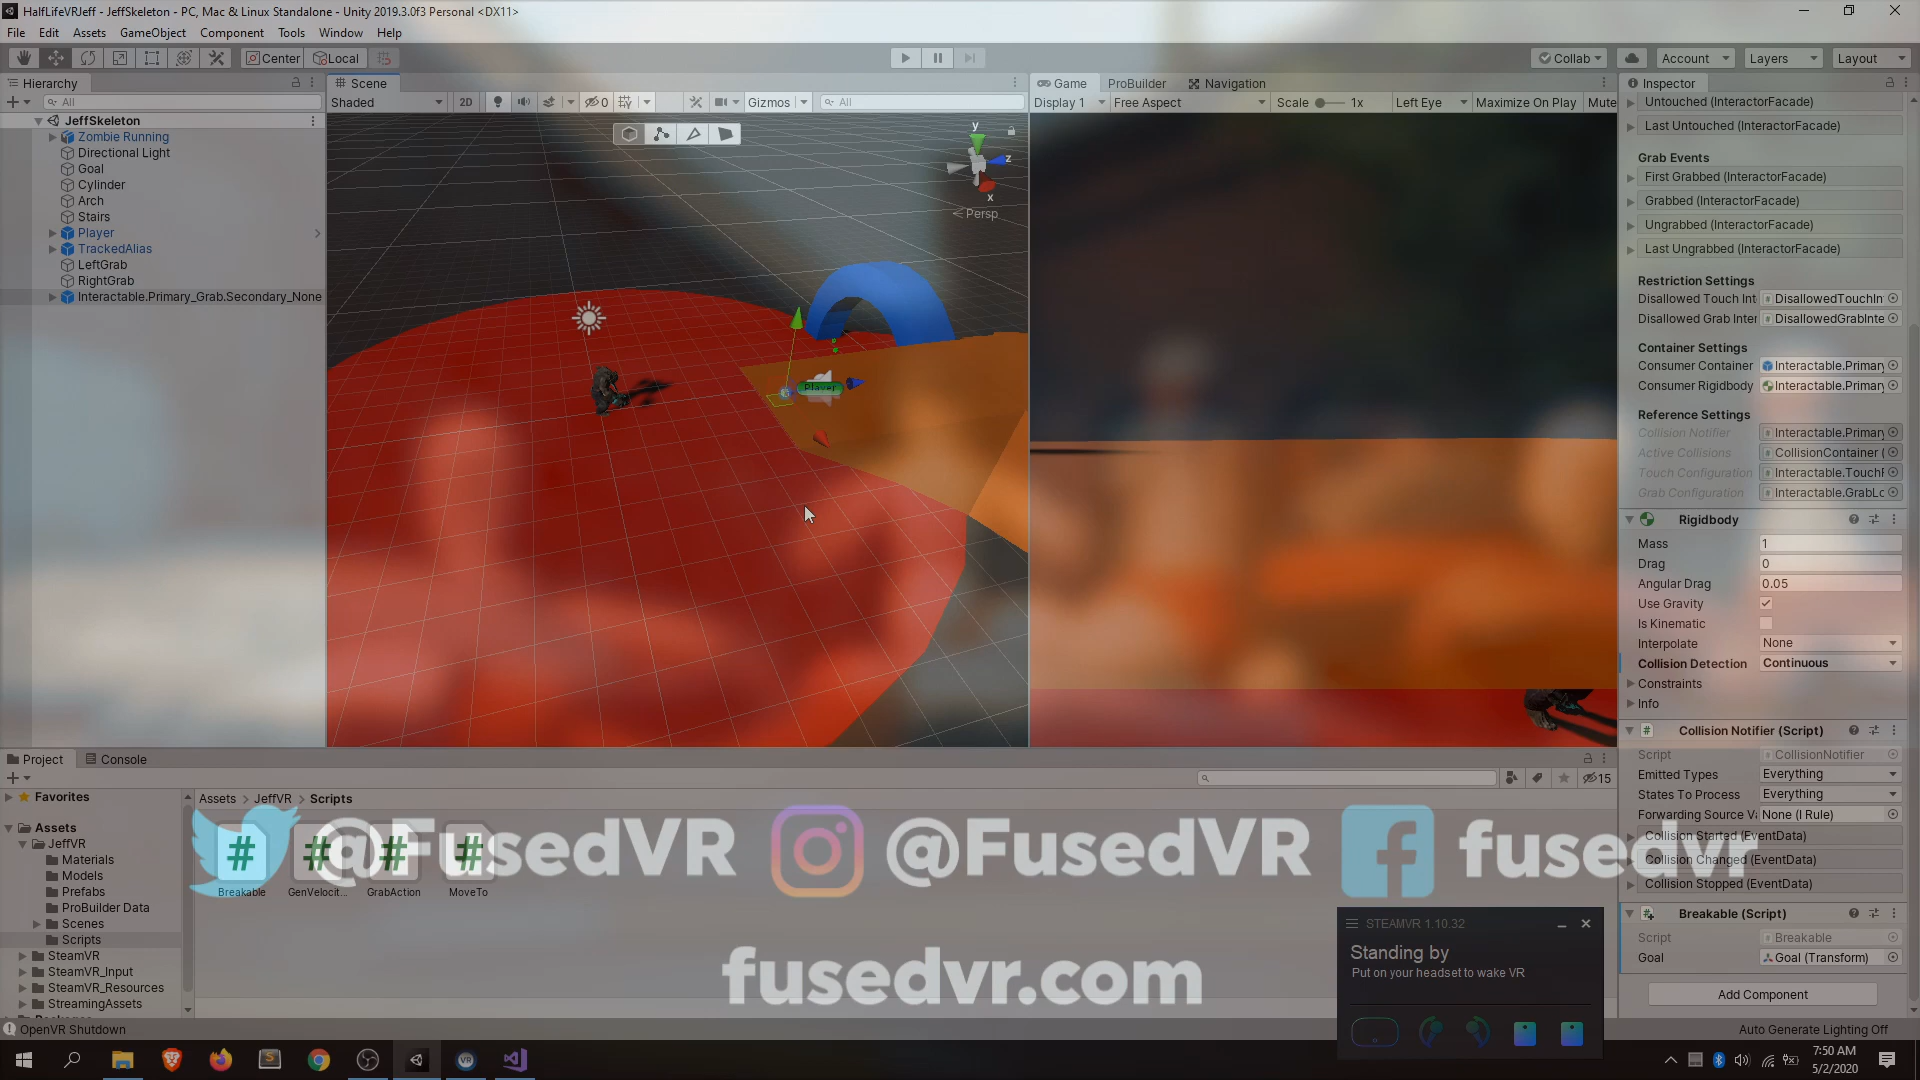 HalfLifeVRJeff - JeffSkeleton - PC, Mac & Linux Standalone - Unity 2019.3.0f3 Personal <DX11>
File Edit Assets GameObject Component Tools Window Help
Center Local
Collab Account Layers Layout
Hierarchy
All
JeffSkeleton
Zombie Running
Directional Light
Goal
Cylinder
Arch
Stairs
Player
TrackedAlias
LeftGrab
RightGrab
Interactable.Primary_Grab.Secondary_None
Scene
Shaded 2D 0 Gizmos All
y
z
x
Persp
Player
Game ProBuilder Navigation
Display 1 Free Aspect Scale 1x Left Eye Maximize On Play Mute
Inspector
Untouched (InteractorFacade)
Last Untouched (InteractorFacade)
Grab Events
First Grabbed (InteractorFacade)
Grabbed (InteractorFacade)
Ungrabbed (InteractorFacade)
Last Ungrabbed (InteractorFacade)
Restriction Settings
Disallowed Touch Int DisallowedTouchIn
Disallowed Grab Inter DisallowedGrabInte
Container Settings
Consumer Container Interactable.Primary
Consumer Rigidbody Interactable.Primary
Reference Settings
Collision Notifier Interactable.Primary
Active Collisions CollisionContainer (
Touch Configuration Interactable.TouchF
Grab Configuration Interactable.GrabLo
Rigidbody
Mass 1
Drag 0
Angular Drag 0.05
Use Gravity
Is Kinematic
Interpolate None
Collision Detection Continuous
Constraints
Info
Collision Notifier (Script)
Script CollisionNotifier
Emitted Types Everything
States To Process Everything
Forwarding Source Va None (I Rule)
Collision Started (EventData)
Collision Changed (EventData)
Collision Stopped (EventData)
Breakable (Script)
Script Breakable
Goal Goal (Transform)
Add Component
Project Console
15
Favorites
Assets
JeffVR
Materials
Models
Prefabs
ProBuilder Data
Scenes
Scripts
SteamVR
SteamVR_Input
SteamVR_Resources
StreamingAssets
Assets > JeffVR > Scripts
Breakable GenVelocit... GrabAction MoveTo
@FusedVR @FusedVR fusedvr
fusedvr.com
STEAMVR 1.10.32
Standing by
Put on your headset to wake VR
OpenVR Shutdown
Auto Generate Lighting Off
7:50 AM
5/2/2020